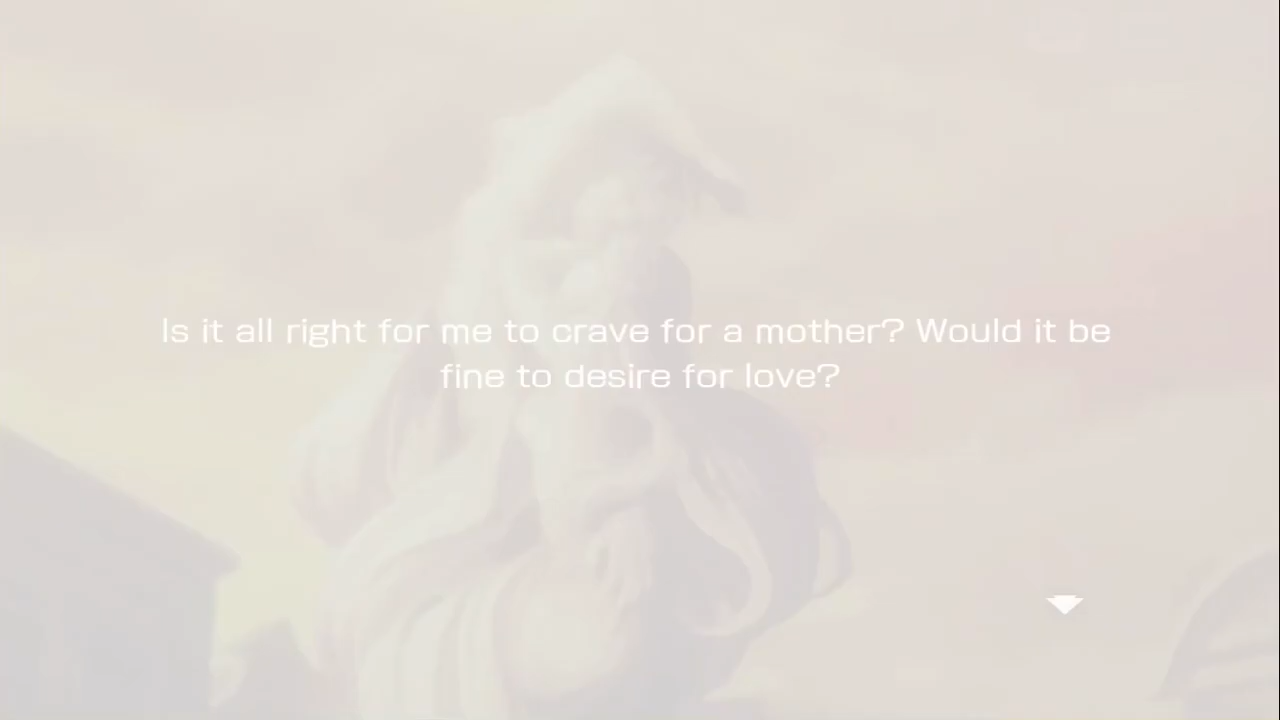 Is it all right for me to crave for a mother? Would it be
fine to desire for love?